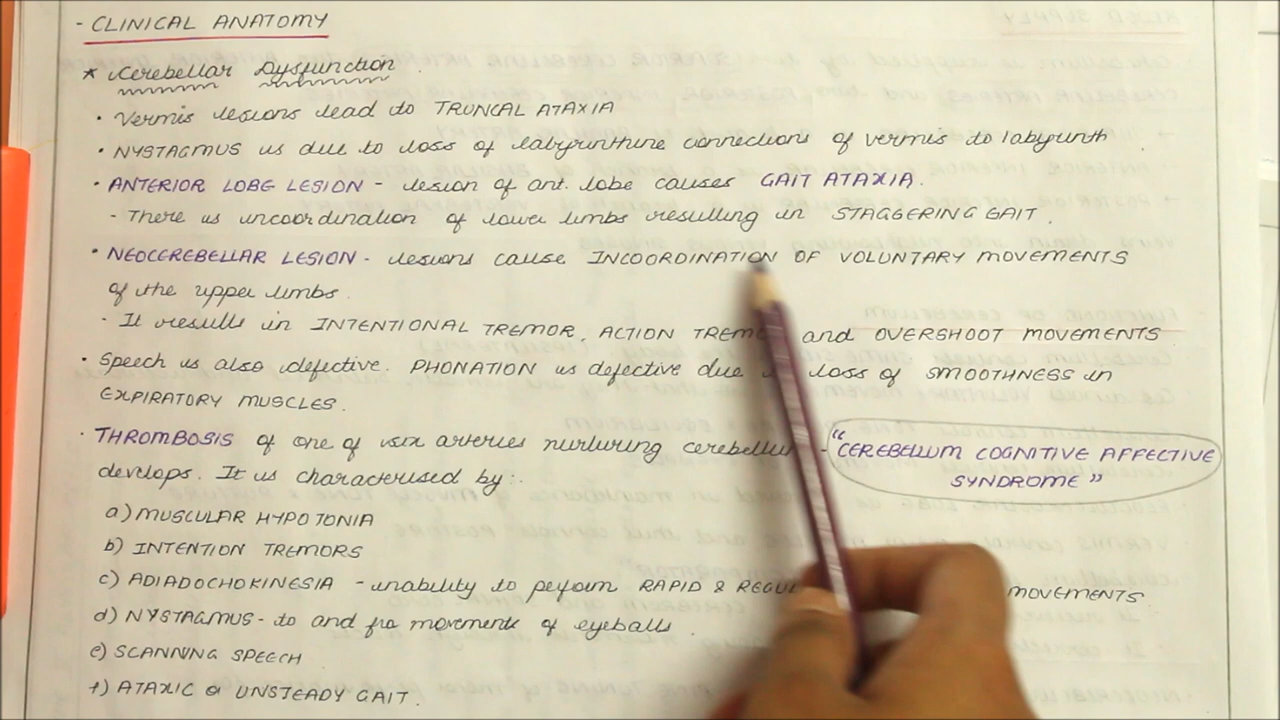 - CLINICAL ANATOMY
* Cerebellar Dysfunction
• Vermis lesions lead to TRUNCAL ATAXIA
• NYSTAGMUS is due to loss of labyrinthine connections of vermis to labyrinth
• ANTERIOR LOBE LESION - lesion of ant. lobe causes GAIT ATAXIA.
- There is uncoordination of lower limbs resulting in STAGGERING GAIT.
• NEOCEREBELLAR LESION - lesions cause INCOORDINATION OF VOLUNTARY MOVEMENTS
of the upper limbs.
- It results in INTENTIONAL TREMOR, ACTION and OVERSHOOT MOVEMENTS
• Speech is also defective. PHONATION is defective due loss of SMOOTHNESS in
EXPIRATORY MUSCLES.
• THROMBOSIS of one of six arteries nurturing - "CEREBELLUM COGNITIVE AFFECTIVE
SYNDROME"
develops. It is characterised by:-
a) MUSCULAR HYPOTONIA
b) INTENTION TREMORS
c) ADIADOCHOKINESIA - inability to perform RAPID & MOVEMENTS
d) NYSTAGMUS - to and fro movements of eyeballs.
e) SCANNING SPEECH
f) ATAXIC or UNSTEADY GAIT.